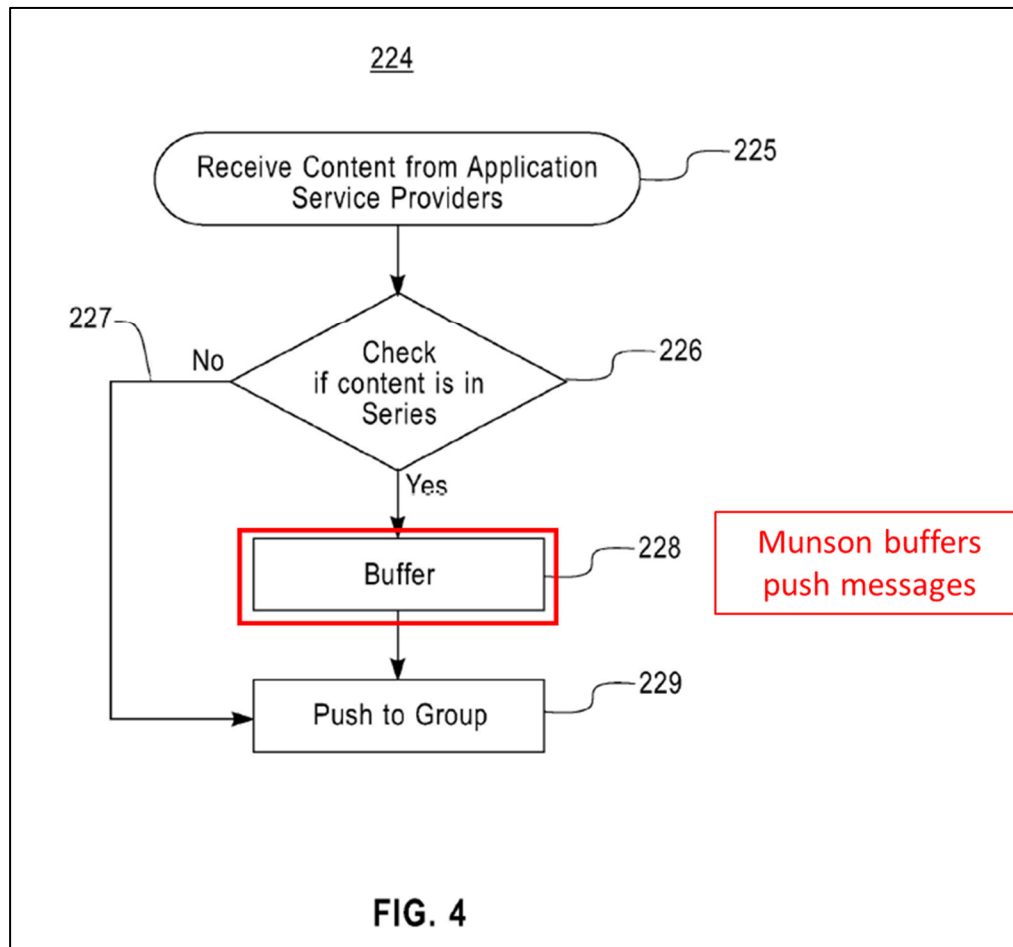 224
Receive Content from Application
Service Providers
225
227
No
Check
if content is in
Series
226
Yes
Buffer
228
Munson buffers
push messages
Push to Group
229
FIG. 4